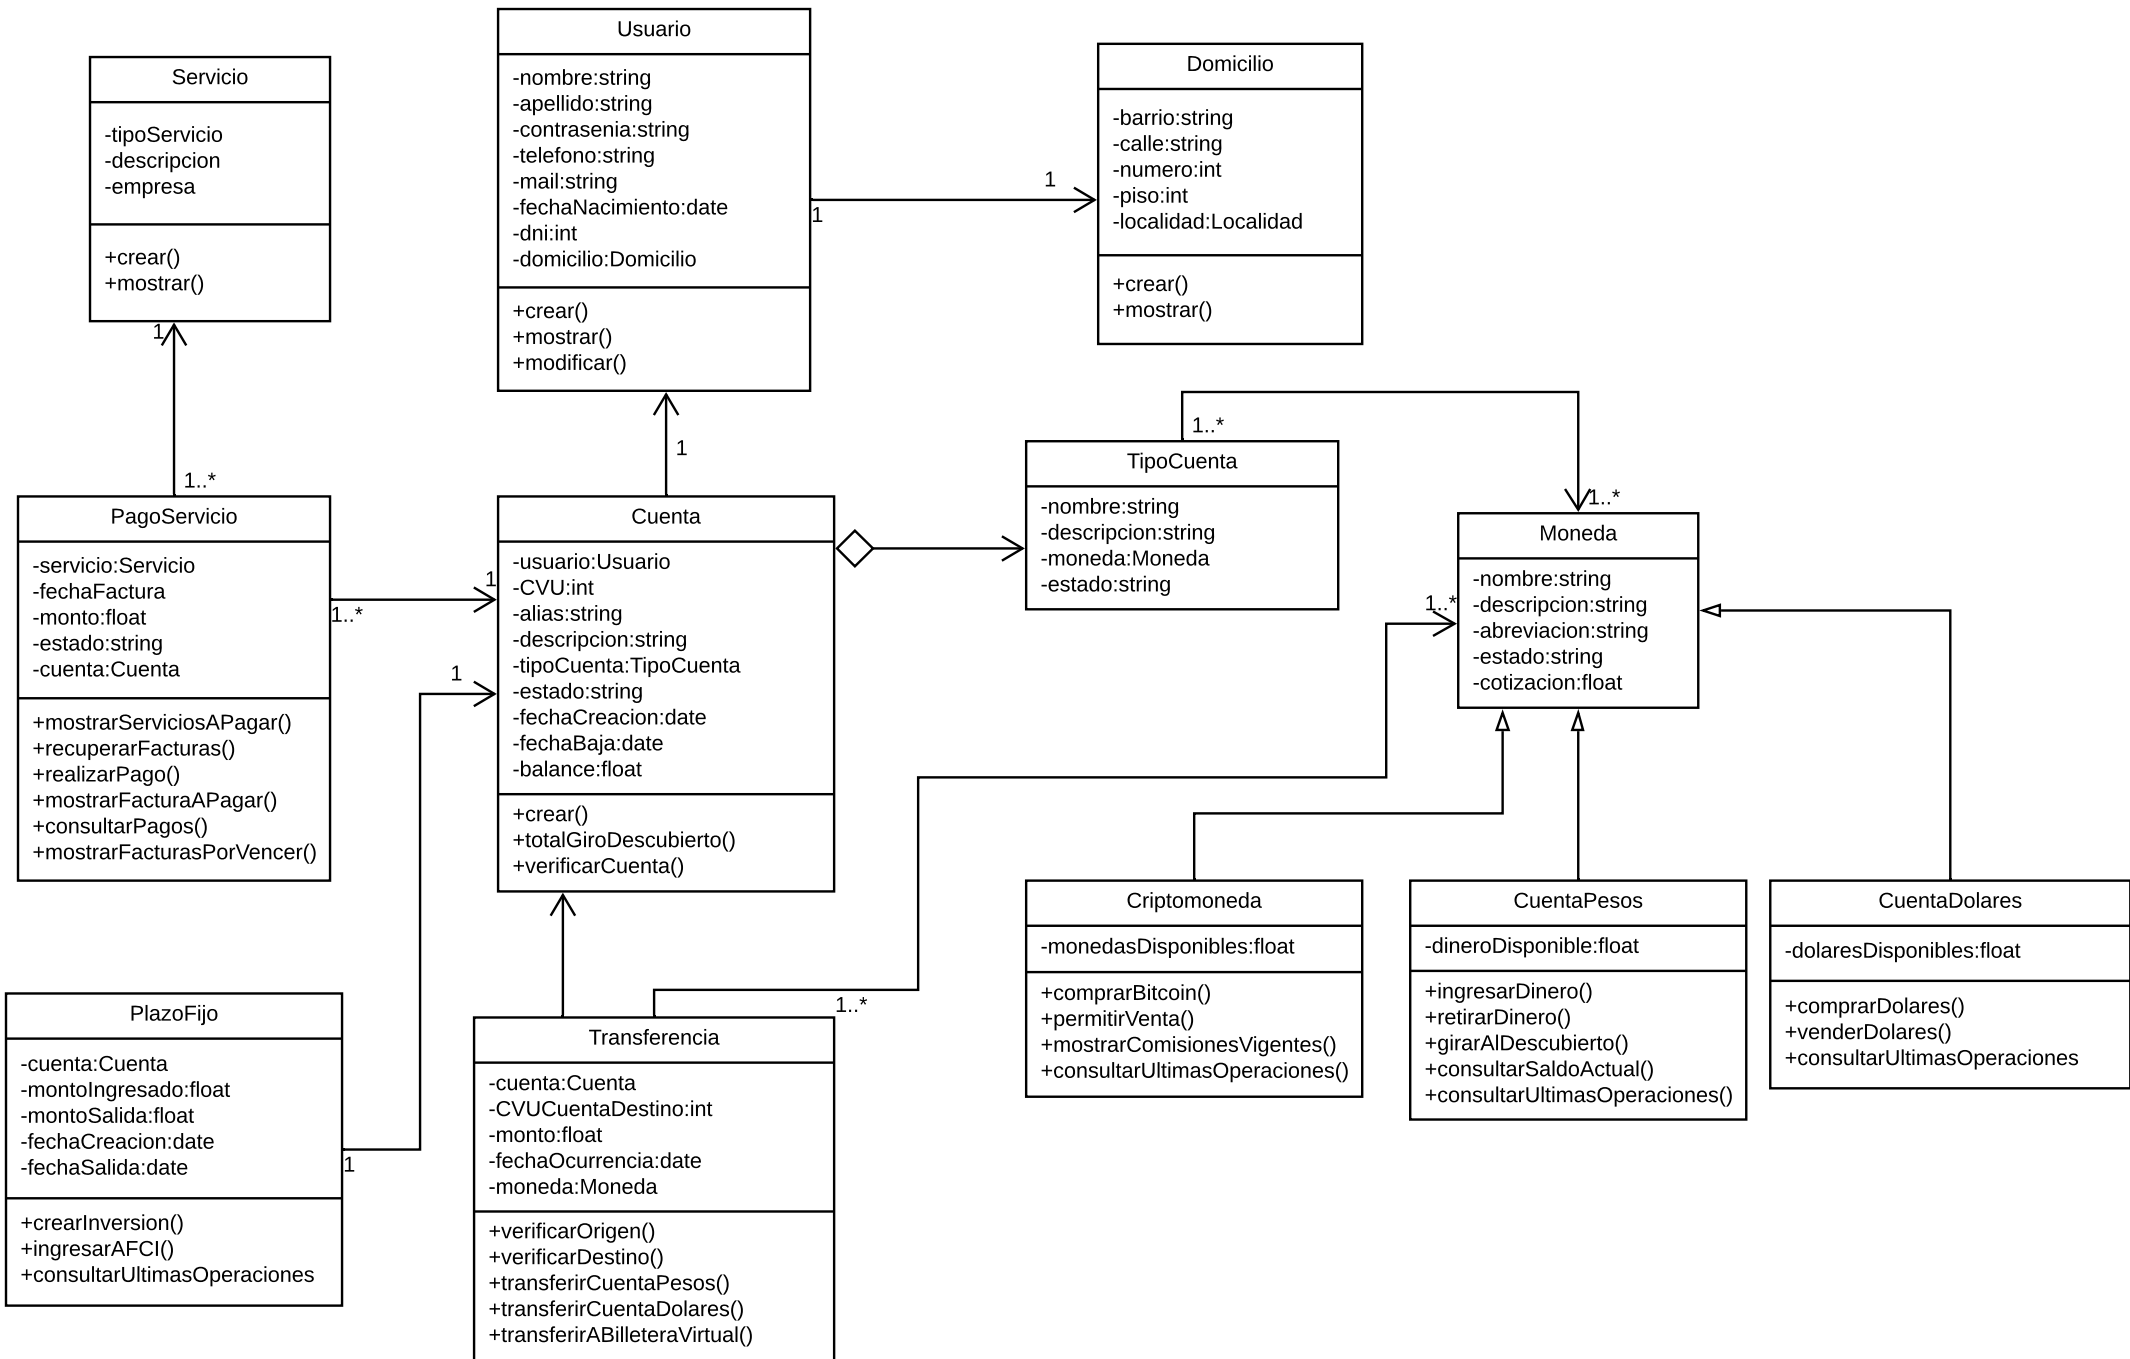 Usuario
-nombre:string
-apellido:string
-contrasenia:string
-telefono:string
-mail:string
-fechaNacimiento:date
-dni:int
-domicilio:Domicilio
+crear()
+mostrar()
+modificar()
Servicio
-tipoServicio
-descripcion
-empresa
+crear()
+mostrar()
Domicilio
-barrio:string
-calle:string
-numero:int
-piso:int
-localidad:Localidad
+crear()
+mostrar()
1
1
1
1..*
1
1..*
1..*
PagoServicio
-servicio:Servicio
-fechaFactura
-monto:float
-estado:string
-cuenta:Cuenta
+mostrarServiciosAPagar()
+recuperarFacturas()
+realizarPago()
+mostrarFacturaAPagar()
+consultarPagos()
+mostrarFacturasPorVencer()
1
1..*
1
Cuenta
-usuario:Usuario
-CVU:int
-alias:string
-descripcion:string
-tipoCuenta:TipoCuenta
-estado:string
-fechaCreacion:date
-fechaBaja:date
-balance:float
+crear()
+totalGiroDescubierto()
+verificarCuenta()
TipoCuenta
-nombre:string
-descripcion:string
-moneda:Moneda
-estado:string
Moneda
-nombre:string
-descripcion:string
-abreviacion:string
-estado:string
-cotizacion:float
1..*
PlazoFijo
-cuenta:Cuenta
-montoIngresado:float
-montoSalida:float
-fechaCreacion:date
-fechaSalida:date
+crearInversion()
+ingresarAFCI()
+consultarUltimasOperaciones
1
1..*
Transferencia
-cuenta:Cuenta
-CVUCuentaDestino:int
-monto:float
-fechaOcurrencia:date
-moneda:Moneda
+verificarOrigen()
+verificarDestino()
+transferirCuentaPesos()
+transferirCuentaDolares()
+transferirABilleteraVirtual()
Criptomoneda
-monedasDisponibles:float
+comprarBitcoin()
+permitirVenta()
+mostrarComisionesVigentes()
+consultarUltimasOperaciones()
CuentaPesos
-dineroDisponible:float
+ingresarDinero()
+retirarDinero()
+girarAlDescubierto()
+consultarSaldoActual()
+consultarUltimasOperaciones()
CuentaDolares
-dolaresDisponibles:float
+comprarDolares()
+venderDolares()
+consultarUltimasOperaciones